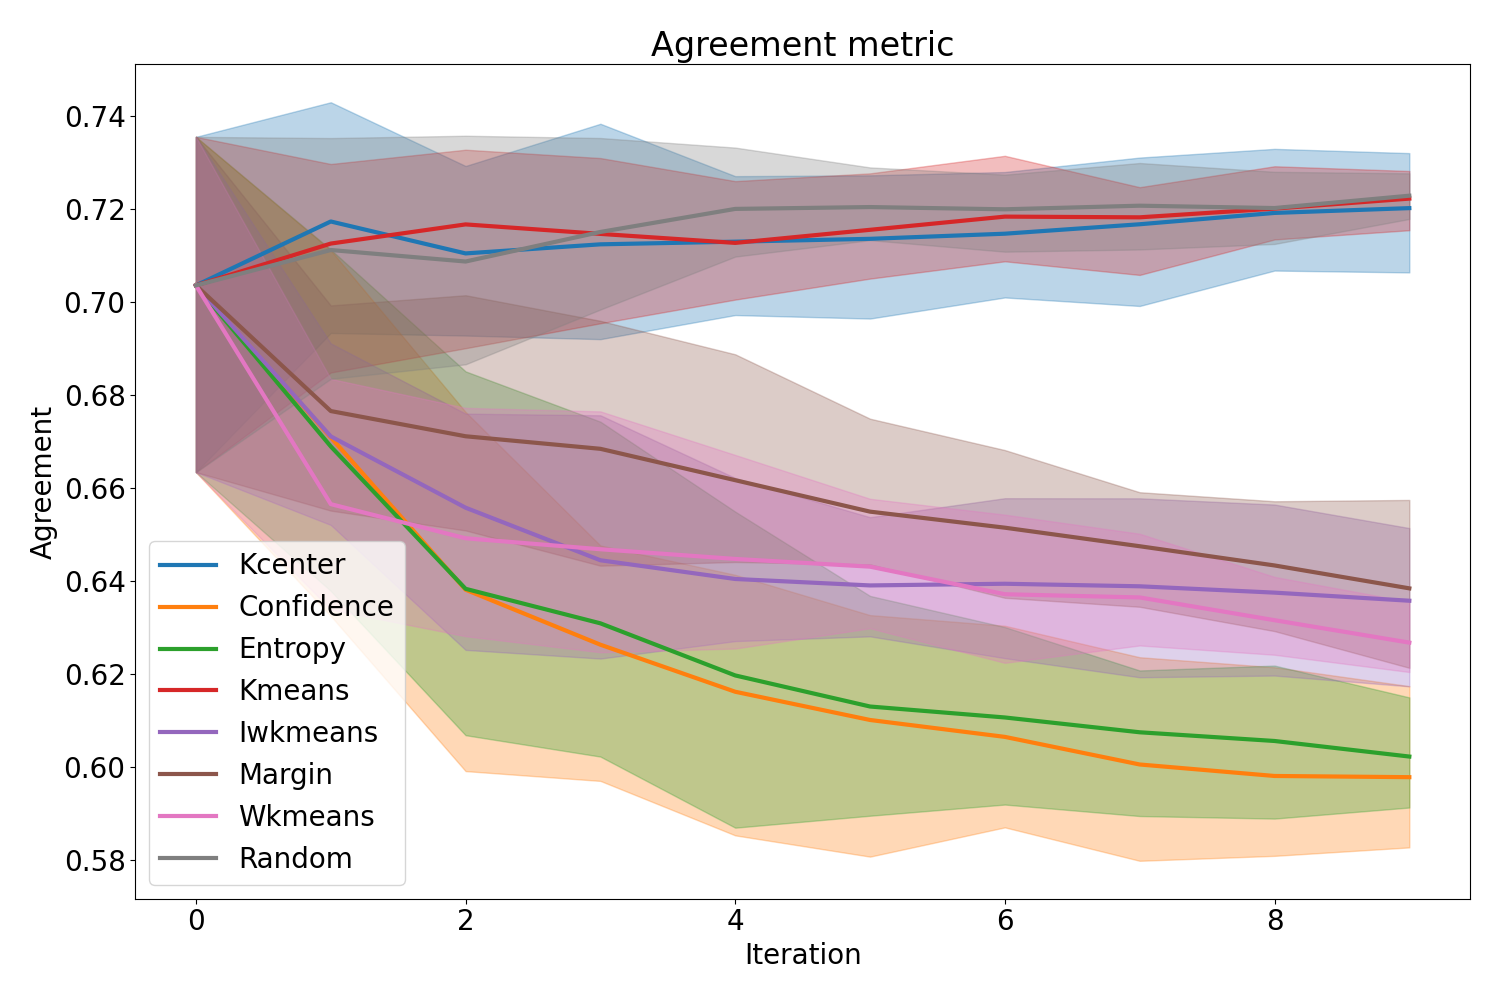 Agreement metric
Agreement
0.74
0.72
0.70
0.68
0.66
0.64
0.62
0.60
0.58
Kcenter
Confidence
Entropy
Kmeans
Iwkmeans
Margin
Wkmeans
Random
0 2 4 6 8
Iteration